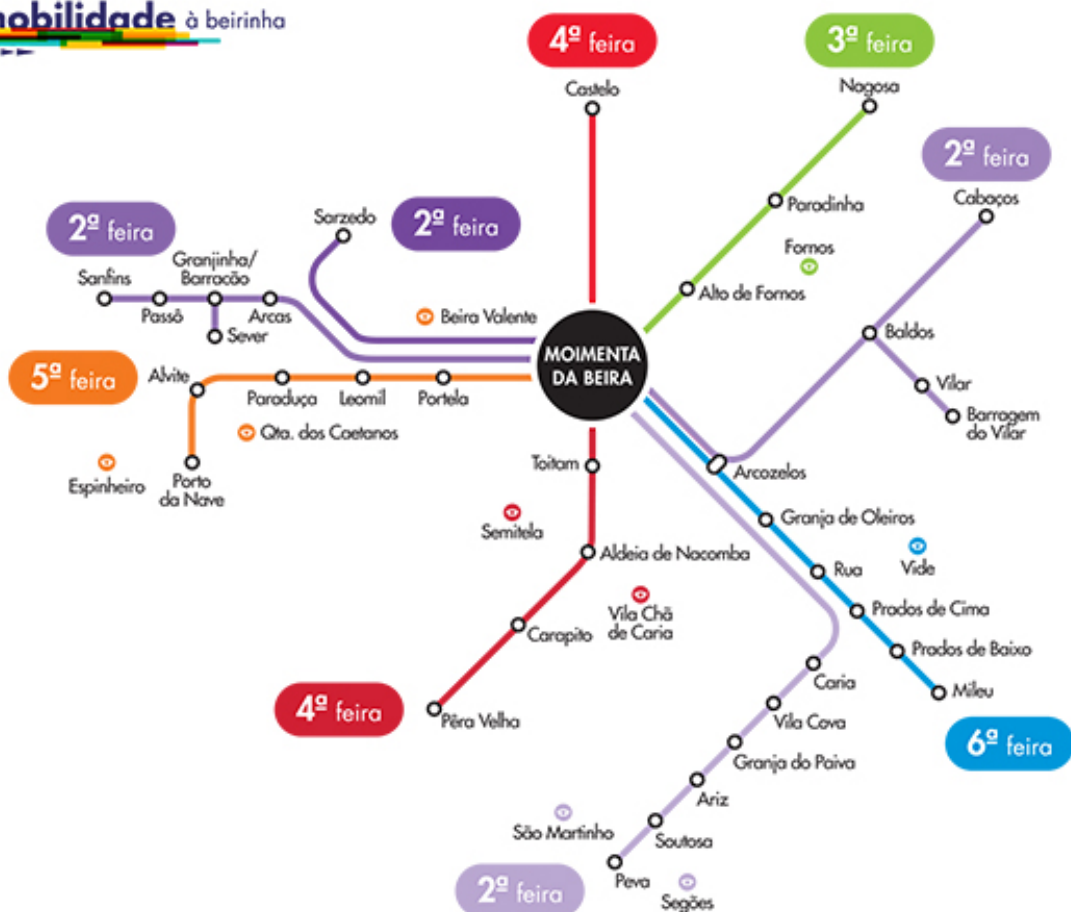 mobilidade à beirinha
4ª feira
Castelo
3ª feira
Nagosa
Paradinha
Fornos
Alto de Fornos
2ª feira
Cabaços
Baldos
Vilar
Barragem
do Vilar
2ª feira
Sarzedo
2ª feira
Granjinha/
Barracão
Sanfins
Passô
Arcas
Sever
Beira Valente
MOIMENTA
DA BEIRA
5ª feira
Alvite
Paraduça
Leomil
Portela
Qta. dos Caetanos
Espinheiro
Porto
da Nave
Toitam
Semitela
Aldeia de Nacomba
Vila Chã
de Caria
Carapito
4ª feira
Pêra Velha
Arcozelos
Granja de Oleiros
Rua
Vide
Prados de Cima
Prados de Baixo
Mileu
6ª feira
Caria
Vila Cova
Granja do Paiva
Ariz
São Martinho
Soutosa
Peva
2ª feira
Segões